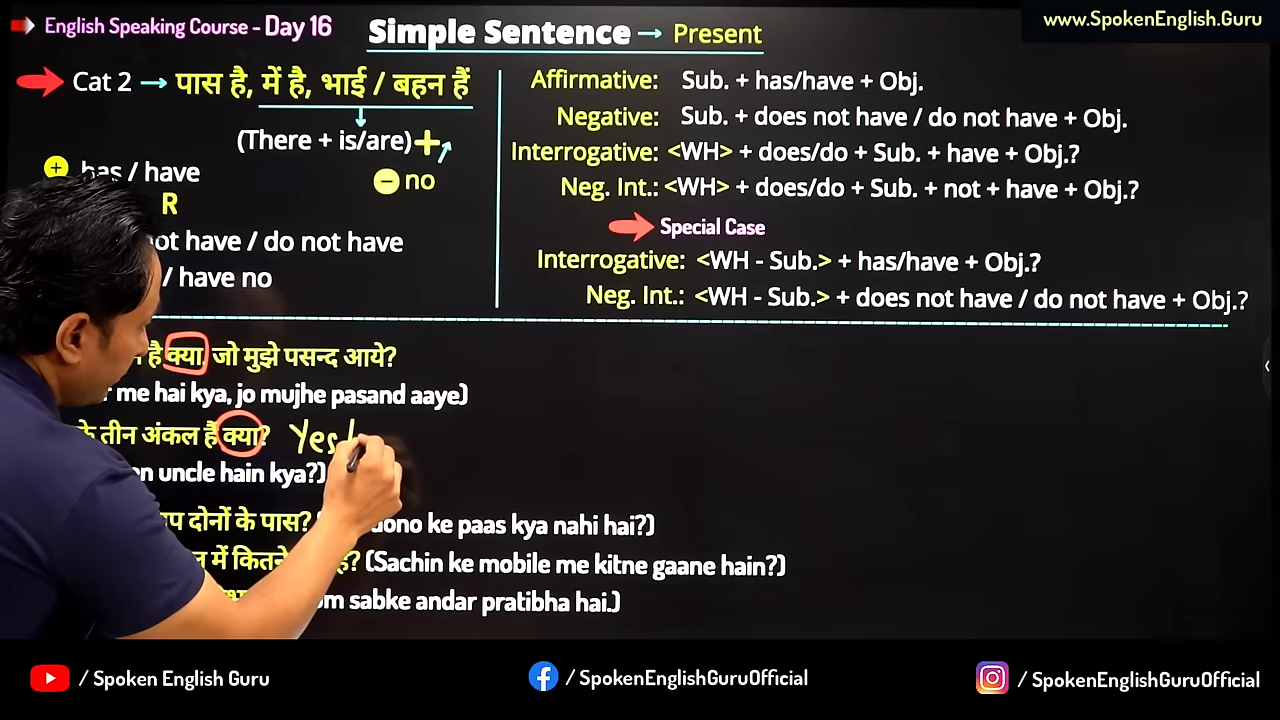 English Speaking Course - Day 16
Simple Sentence → Present
www.SpokenEnglish.Guru
Cat 2 → पास है, में है, भाई / बहन हैं
(There + is/are) +
+ has / have
− no
R
not have / do not have
/ have no
Affirmative: Sub. + has/have + Obj.
Negative: Sub. + does not have / do not have + Obj.
Interrogative: <WH> + does/do + Sub. + have + Obj.?
Neg. Int.: <WH> + does/do + Sub. + not + have + Obj.?
Special Case
Interrogative: <WH - Sub.> + has/have + Obj.?
Neg. Int.: <WH - Sub.> + does not have / do not have + Obj.?
है क्या, जो मुझे पसन्द आये?
me hai kya, jo mujhe pasand aaye)
के तीन अंकल हैं क्या? Yes
uncle hain kya?)
दोनों के पास? dono ke paas kya nahi hai?)
में कितने (Sachin ke mobile me kitne gaane hain?)
sabke andar pratibha hai.)
/ Spoken English Guru
/ SpokenEnglishGuruOfficial
/ SpokenEnglishGuruOfficial